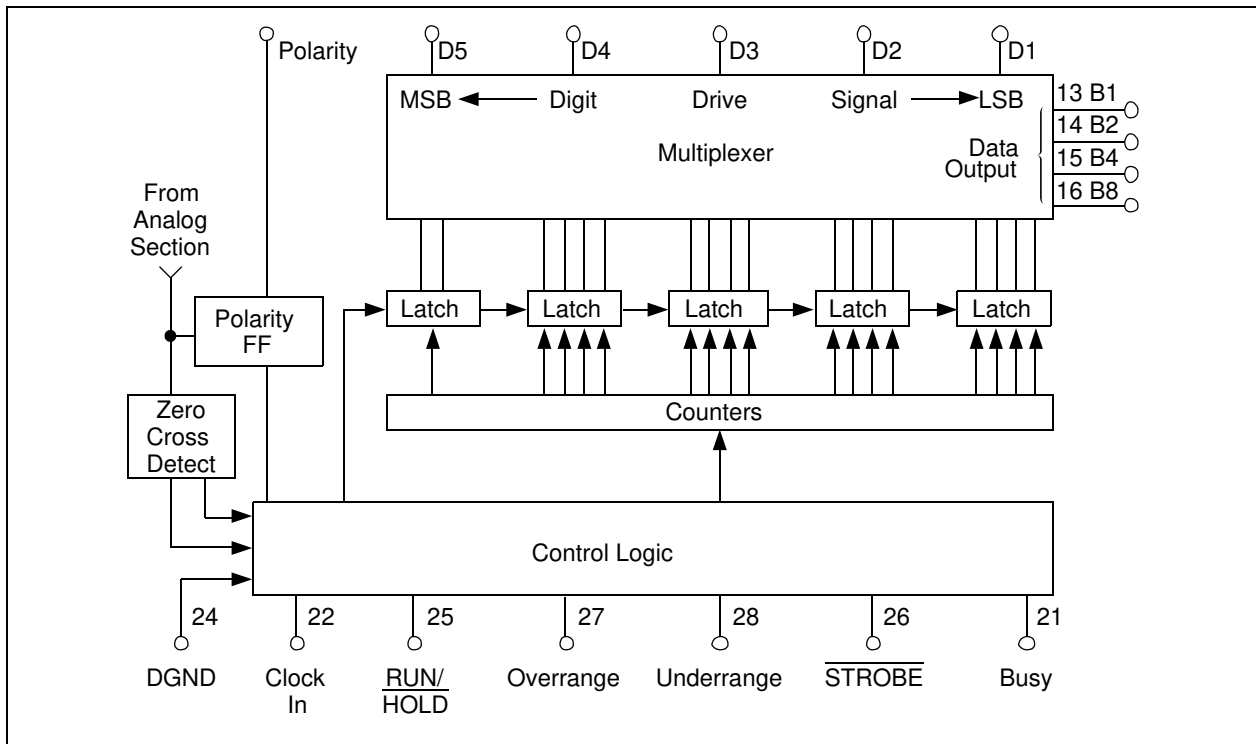 Polarity
D5
D4
D3
D2
D1
MSB
Digit
Drive
Signal
LSB
Multiplexer
Data
Output
13 B1
14 B2
15 B4
16 B8
From
Analog
Section
Polarity
FF
Latch
Latch
Latch
Latch
Latch
Zero
Cross
Detect
Counters
Control Logic
24
22
25
27
28
26
21
DGND
Clock
In
RUN/
HOLD
Overrange
Underrange
STROBE
Busy